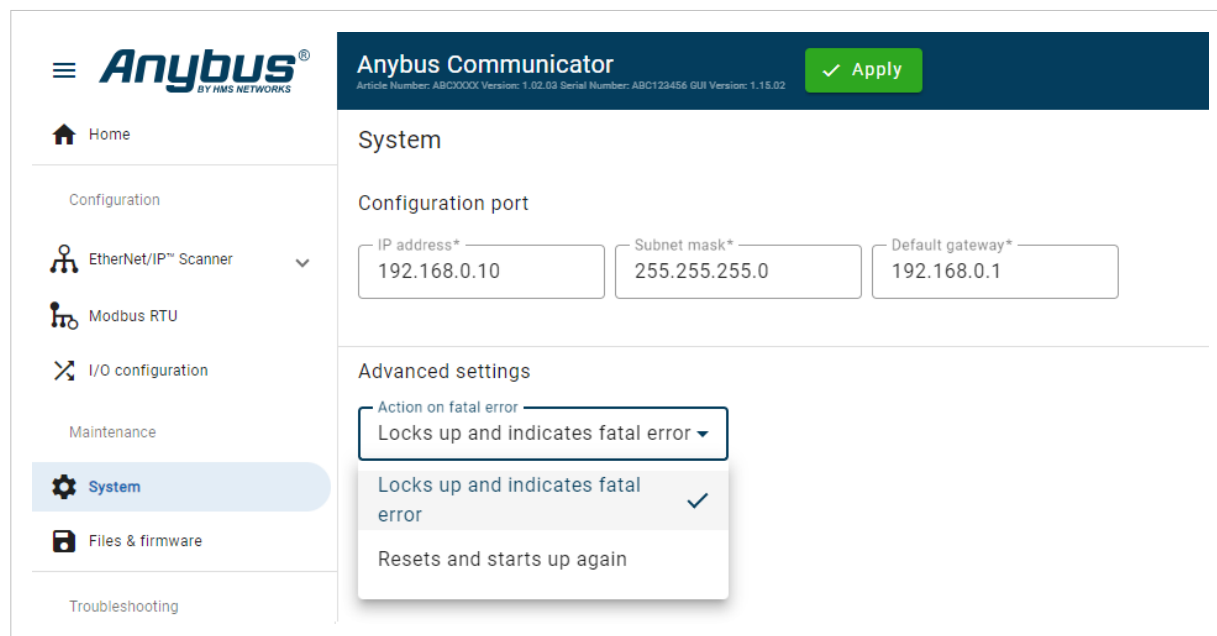 Anybus®
BY HMS NETWORKS
Anybus Communicator
Article Number: ABCXXXX Version: 1.02.03 Serial Number: ABC123456 GUI Version: 1.15.02
Apply
Home
Configuration
EtherNet/IP™ Scanner
Modbus RTU
I/O configuration
Maintenance
System
Files & firmware
Troubleshooting
System
Configuration port
IP address*
192.168.0.10
Subnet mask*
255.255.255.0
Default gateway*
192.168.0.1
Advanced settings
Action on fatal error
Locks up and indicates fatal error
Locks up and indicates fatal
error
Resets and starts up again